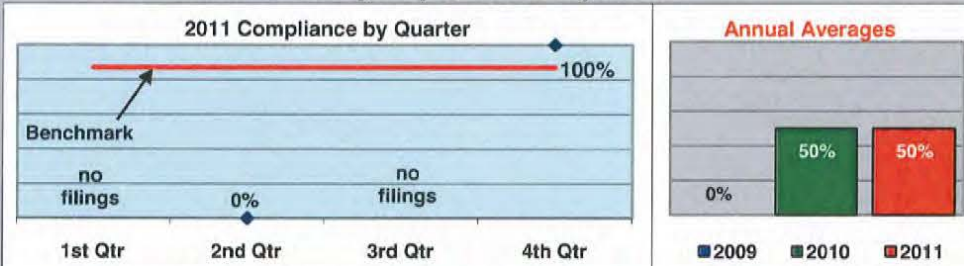 2011 Compliance by Quarter
100%
Benchmark
no
filings
0%
no
filings
1st Qtr
2nd Qtr
3rd Qtr
4th Qtr
Annual Averages
0%
50%
50%
2009
2010
2011